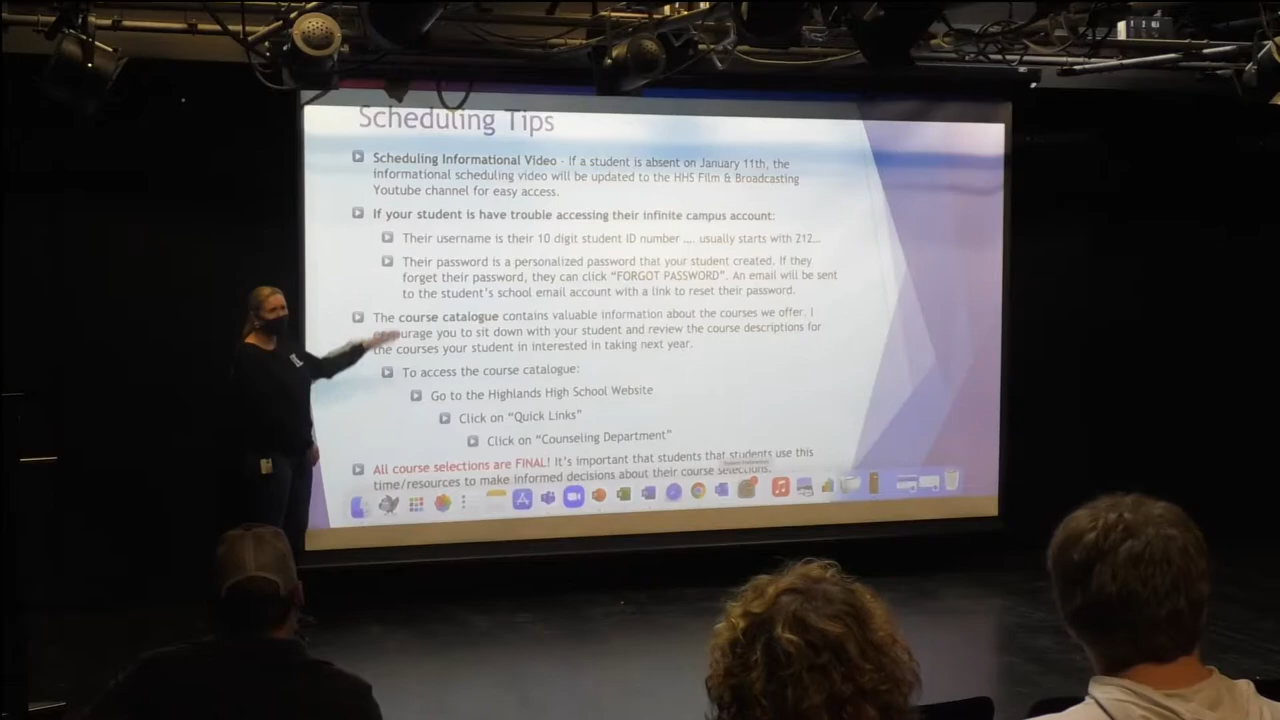 Scheduling Tips
Scheduling Informational Video - If a student is absent on January 11th, the
informational scheduling video will be updated to the HHS Film & Broadcasting
Youtube channel for easy access.
If your student is have trouble accessing their infinite campus account:
Their username is their 10 digit student ID number .... usually starts with 212...
Their password is a personalized password that your student created. If they
forget their password, they can click "FORGOT PASSWORD". An email will be sent
to the student's school email account with a link to reset their password.
The course catalogue contains valuable information about the courses we offer. I
encourage you to sit down with your student and review the course descriptions for
the courses your student in interested in taking next year.
To access the course catalogue:
Go to the Highlands High School Website
Click on "Quick Links"
Click on "Counseling Department"
All course selections are FINAL! It's important that students that students use this
time/resources to make informed decisions about their course selections.